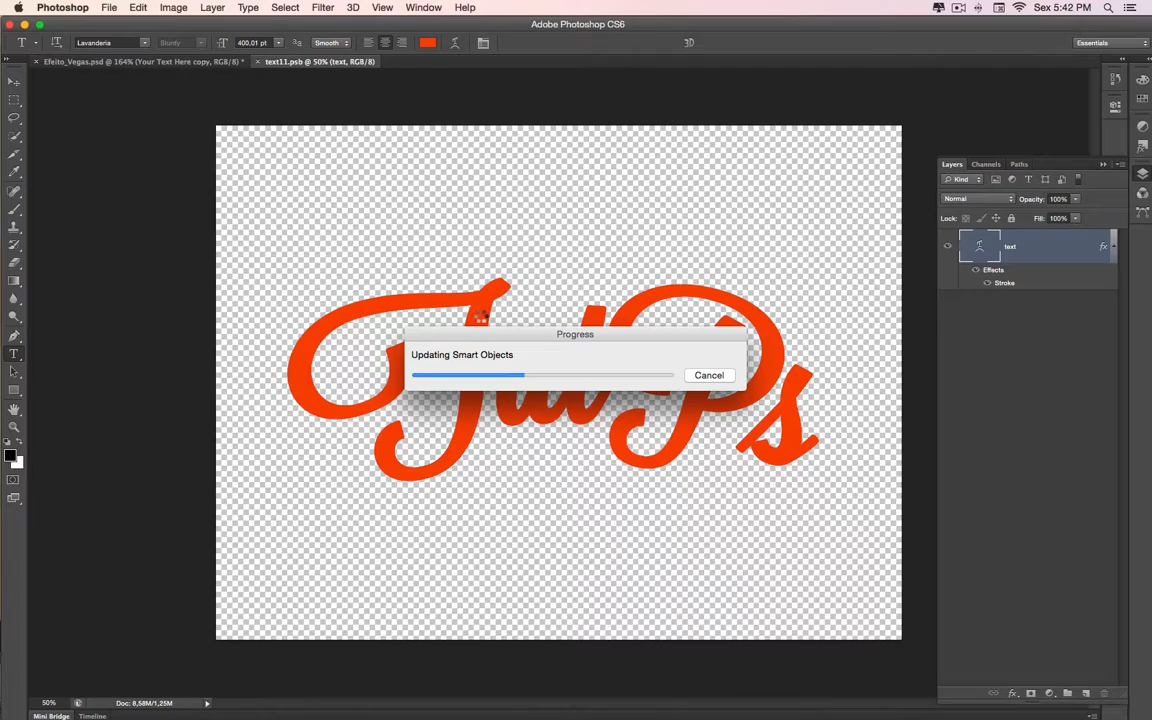 Photoshop File Edit Image Layer Type Select Filter 3D View Window Help Sex 5:42 PM
Adobe Photoshop CS6
Lavanderia 400,01 pt Smooth 3D Essentials
Efeito_Vegas.psd @ 164% (Your Text Here copy, RGB/8) * text11.psb @ 50% (text, RGB/8)
Layers Channels Paths
Kind
Normal Opacity: 100%
Lock: Fill: 100%
text fx
Effects
Stroke
Progress
Updating Smart Objects
Cancel
50% Doc: 8,58M/1,25M
Mini Bridge Timeline